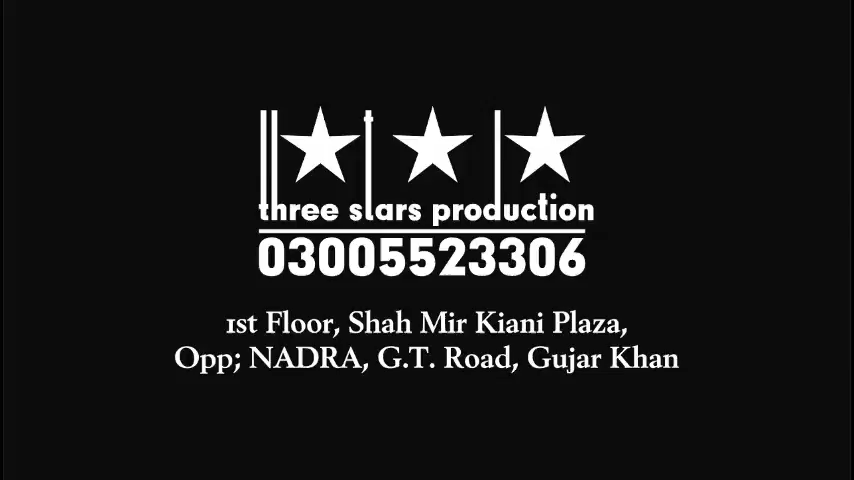 three stars production
03005523306
1st Floor, Shah Mir Kiani Plaza,
Opp; NADRA, G.T. Road, Gujar Khan